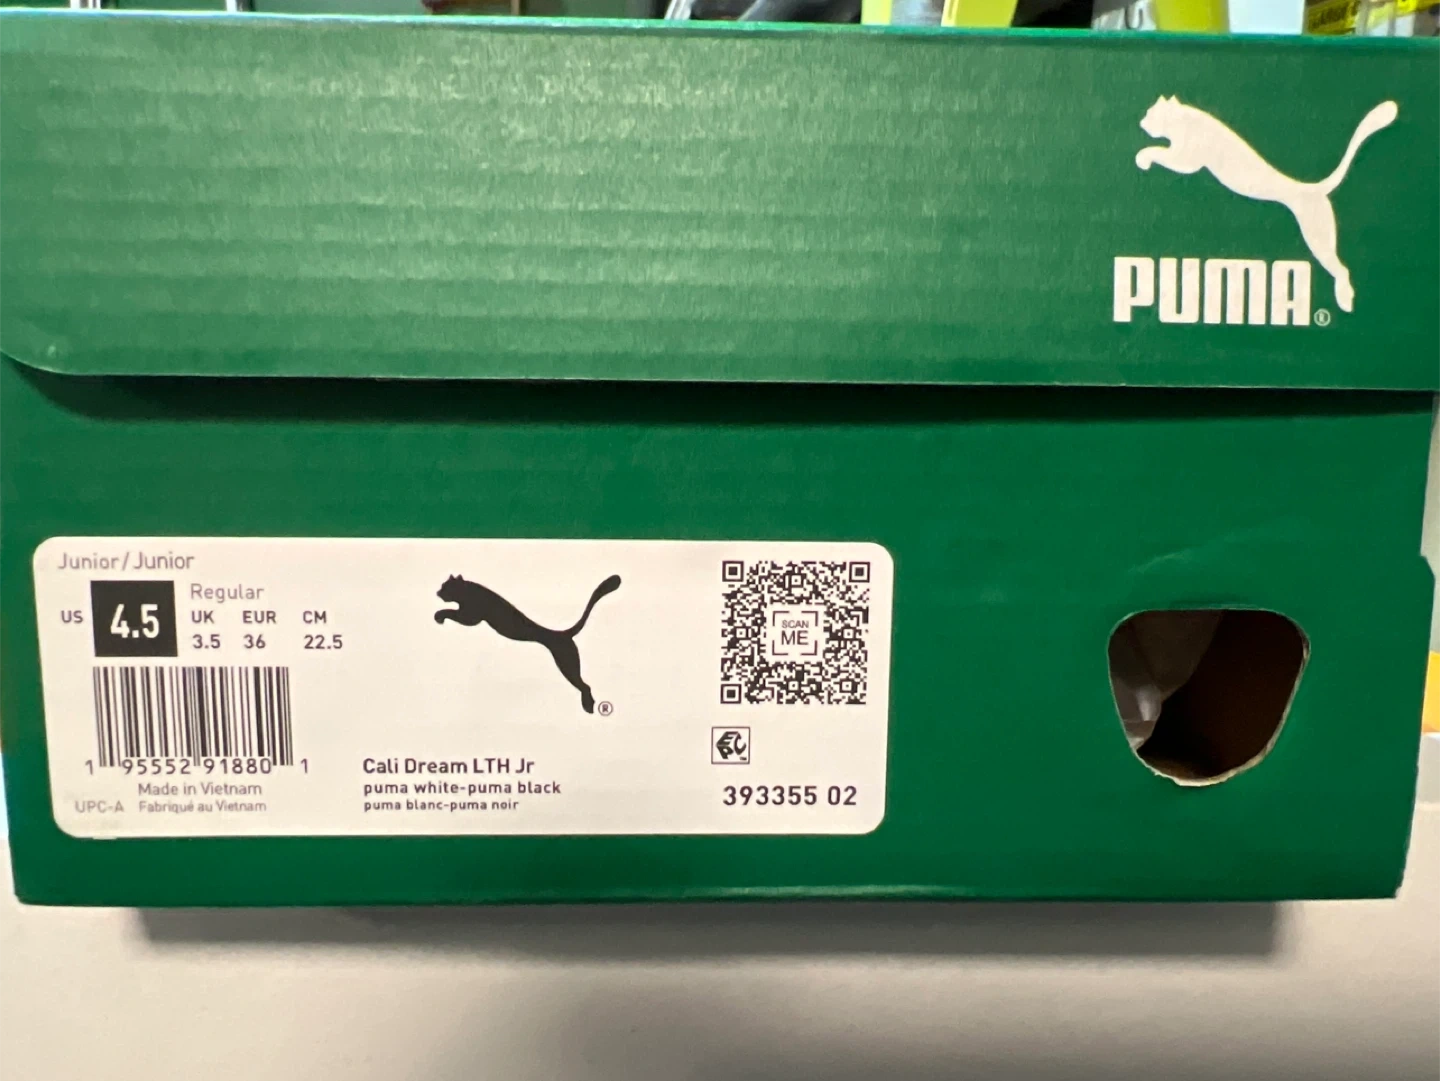 PUMA®
Junior/Junior
US 4.5 Regular
UK EUR CM
3.5 36 22.5
1 95552 91880 1
Made in Vietnam
UPC-A Fabriqué au Vietnam
®
Cali Dream LTH Jr
puma white-puma black
puma blanc-puma noir
SCAN
ME
393355 02